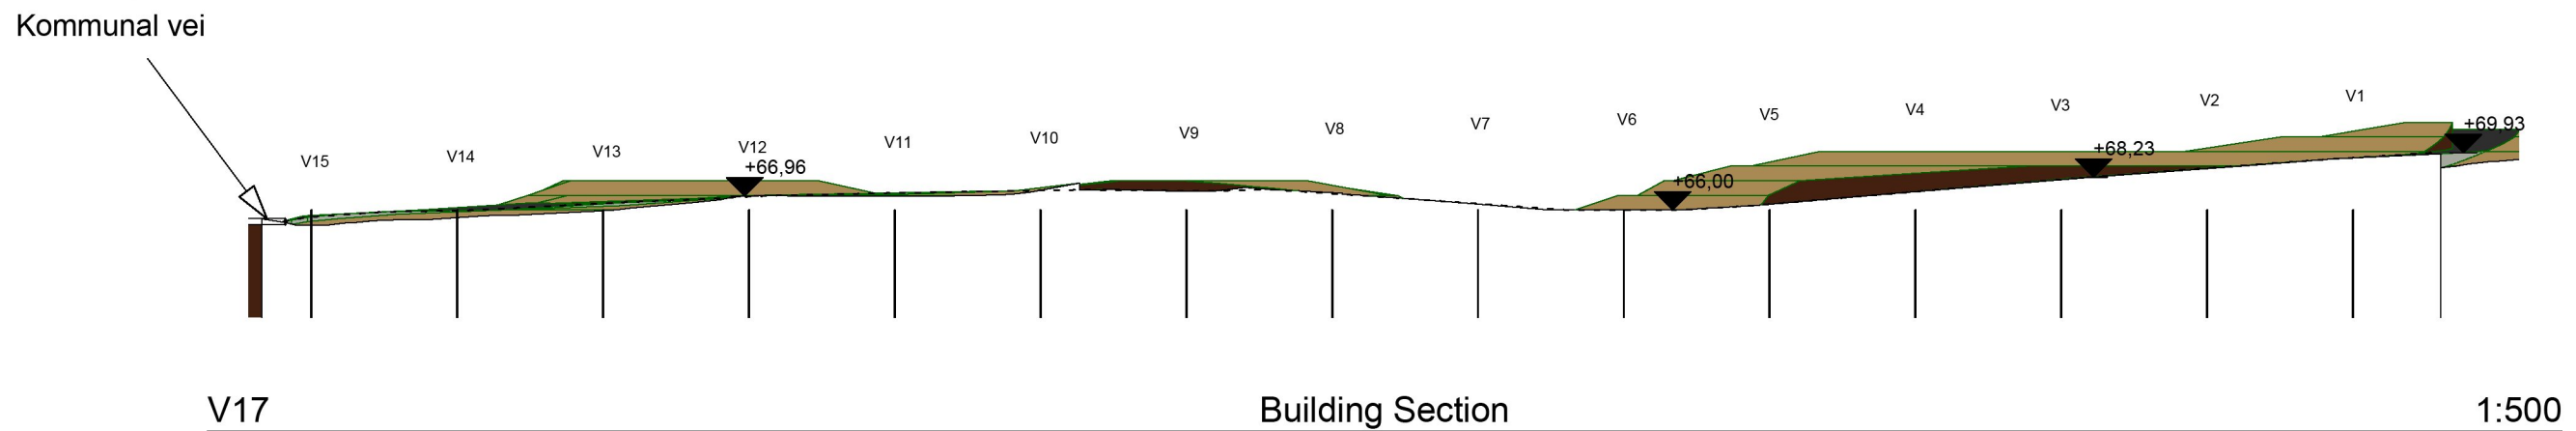 Kommunal vei
V15
V14
V13
V12
V11
V10
V9
V8
V7
V6
V5
V4
V3
V2
V1
+66,96
+66,00
+68,23
+69,93
V17
Building Section
1:500